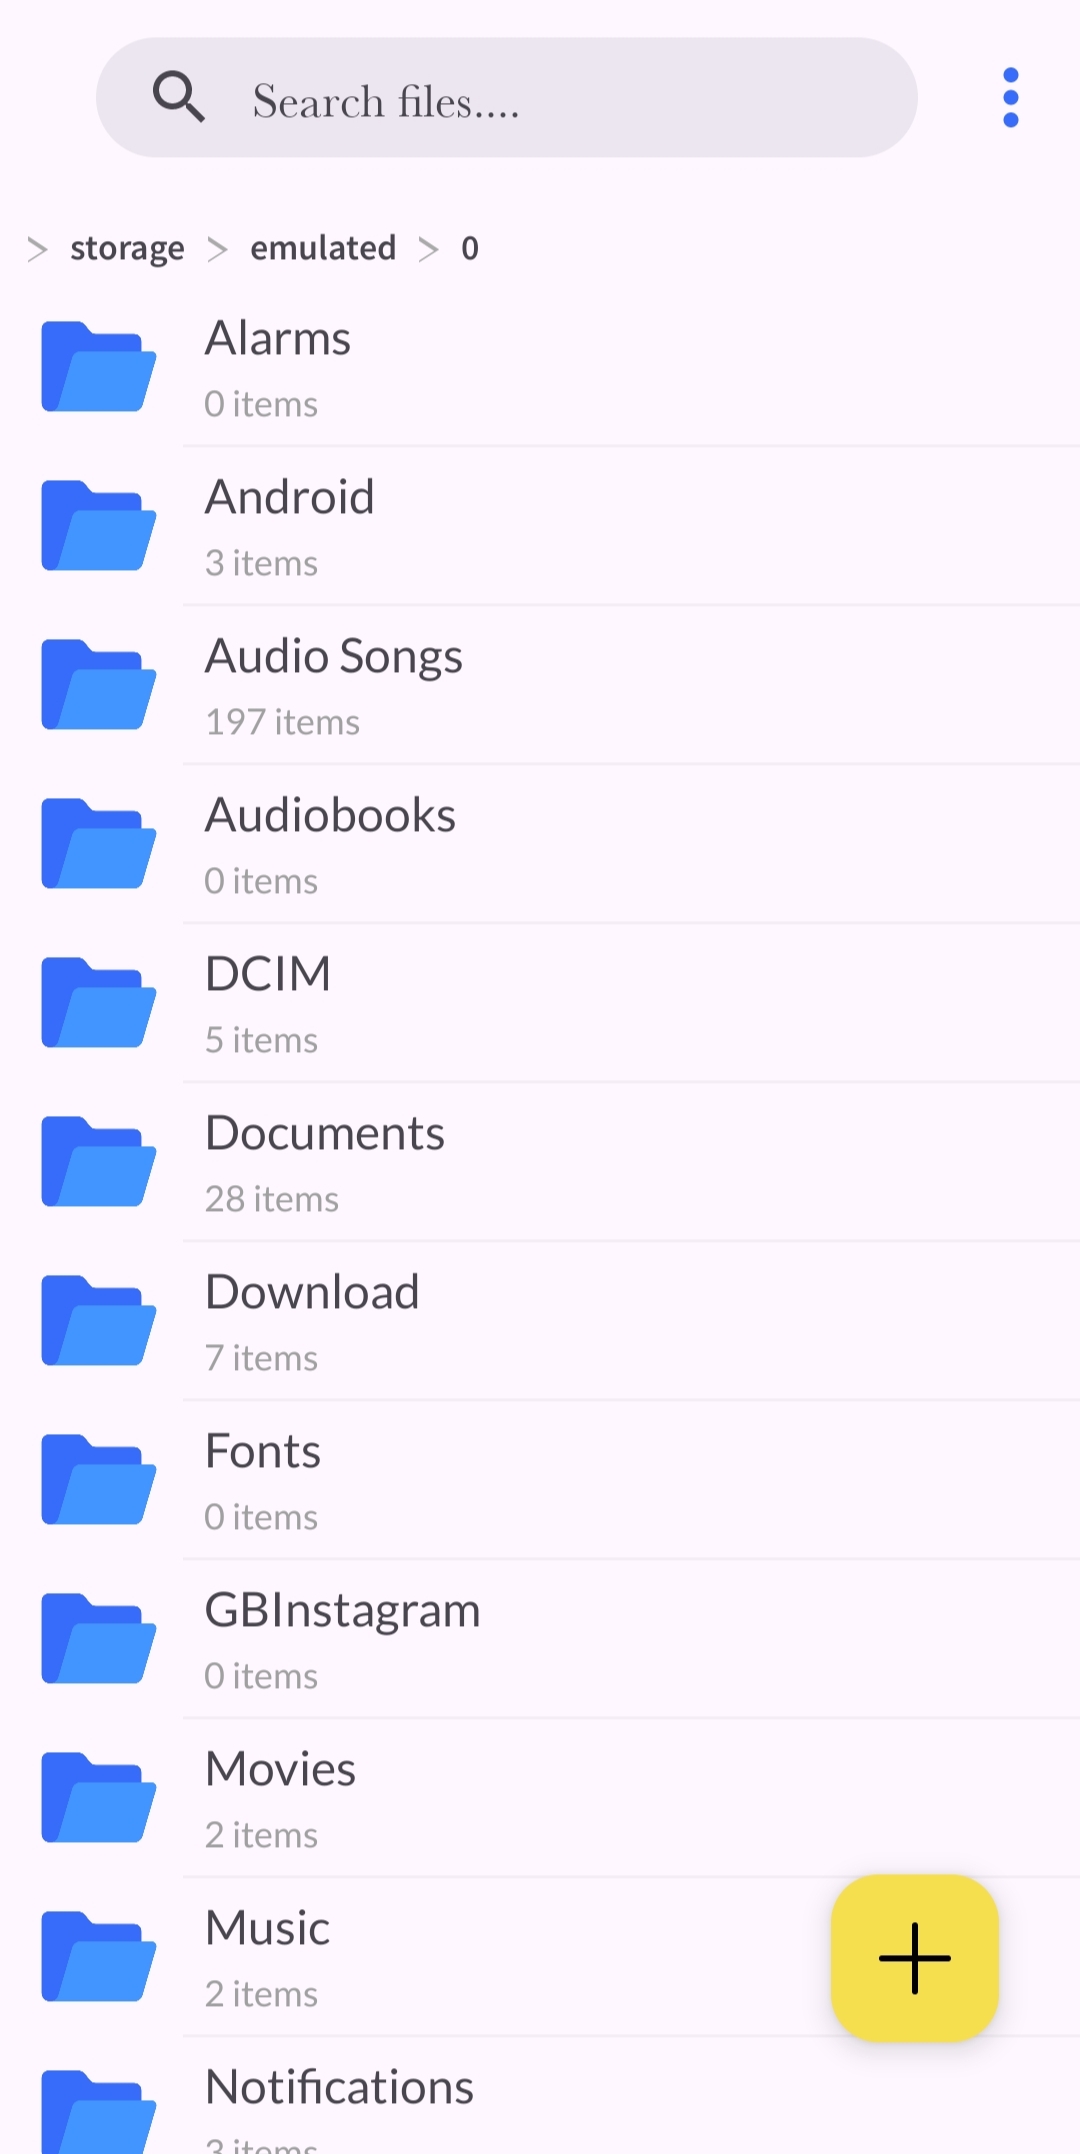 Search files....
> storage > emulated > 0
Alarms
0 items
Android
3 items
Audio Songs
197 items
Audiobooks
0 items
DCIM
5 items
Documents
28 items
Download
7 items
Fonts
0 items
GBInstagram
0 items
Movies
2 items
Music
2 items
Notifications
3 items